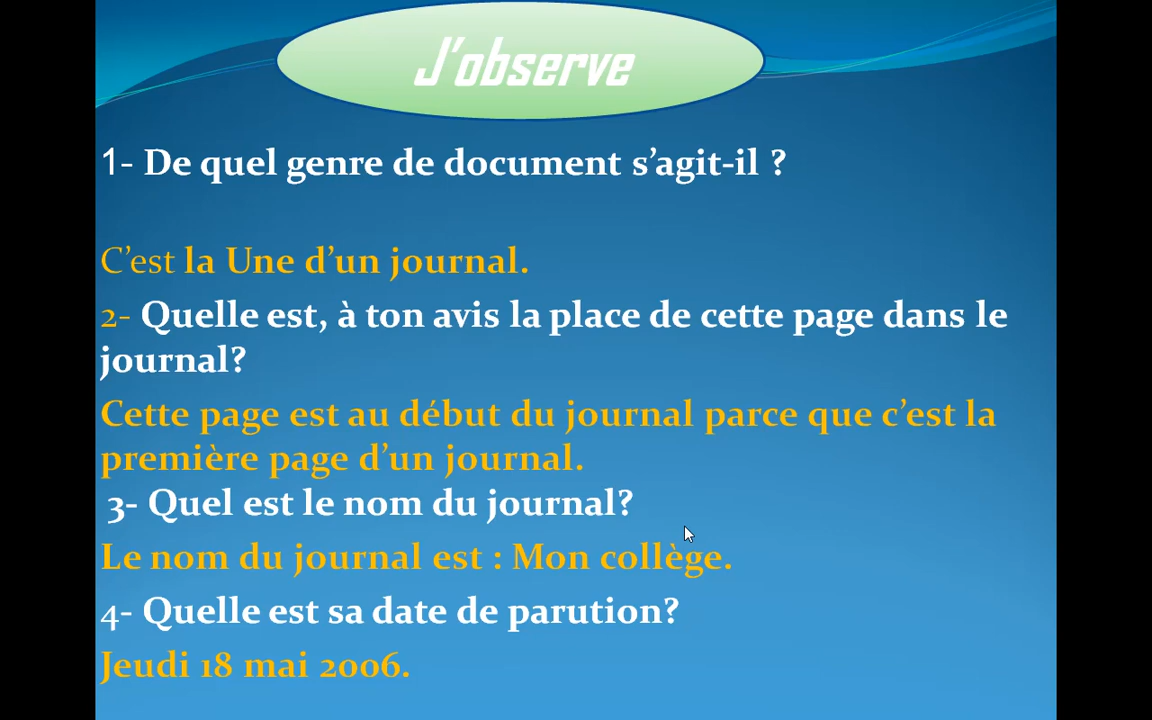 J'observe
1- De quel genre de document s'agit-il ?
C'est la Une d'un journal.
2- Quelle est, à ton avis la place de cette page dans le
journal?
Cette page est au début du journal parce que c'est la
première page d'un journal.
3- Quel est le nom du journal?
Le nom du journal est : Mon collège.
4- Quelle est sa date de parution?
Jeudi 18 mai 2006.